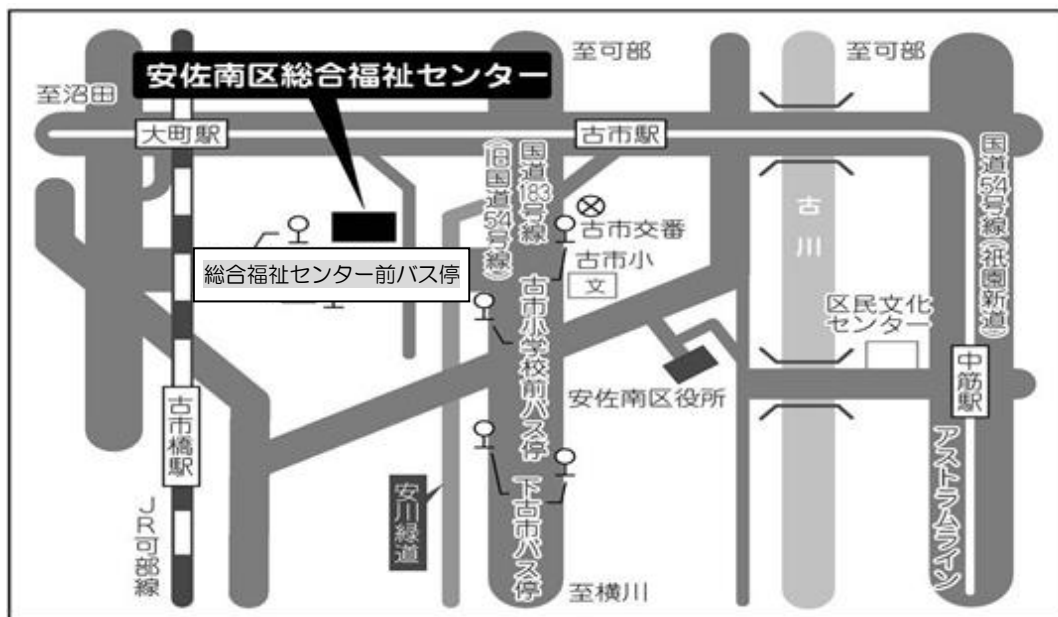 至可部
至可部
安佐南区総合福祉センター
至沼田
大町駅
古市駅
国道183号線
(旧国道54号線)
国道54号線(祇園新道)
古川
古市交番
古市小
文
総合福祉センター前バス停
古市小学校前バス停
区民文化
センター
安佐南区役所
中筋駅
古市橋駅
アストラムライン
安川緑道
下古市バス停
JR可部線
至横川